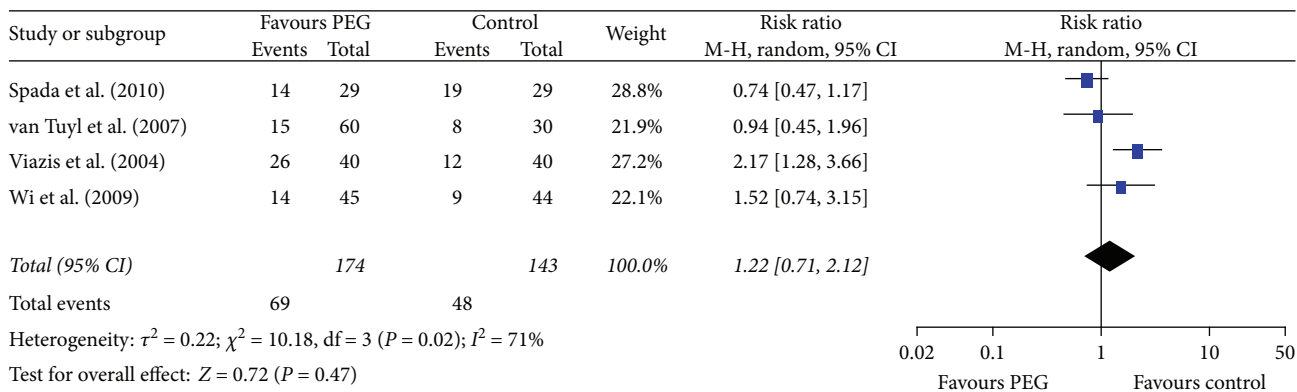 Study or subgroup Favours PEG Control Weight Risk ratio Risk ratio
Events Total Events Total M-H, random, 95% CI M-H, random, 95% CI
Spada et al. (2010) 14 29 19 29 28.8% 0.74 [0.47, 1.17]
van Tuyl et al. (2007) 15 60 8 30 21.9% 0.94 [0.45, 1.96]
Viazis et al. (2004) 26 40 12 40 27.2% 2.17 [1.28, 3.66]
Wi et al. (2009) 14 45 9 44 22.1% 1.52 [0.74, 3.15]
Total (95% CI) 174 143 100.0% 1.22 [0.71, 2.12]
Total events 69 48
Heterogeneity: τ² = 0.22; χ² = 10.18, df = 3 (P = 0.02); I² = 71%
Test for overall effect: Z = 0.72 (P = 0.47)
0.02 0.1 1 10 50
Favours PEG Favours control